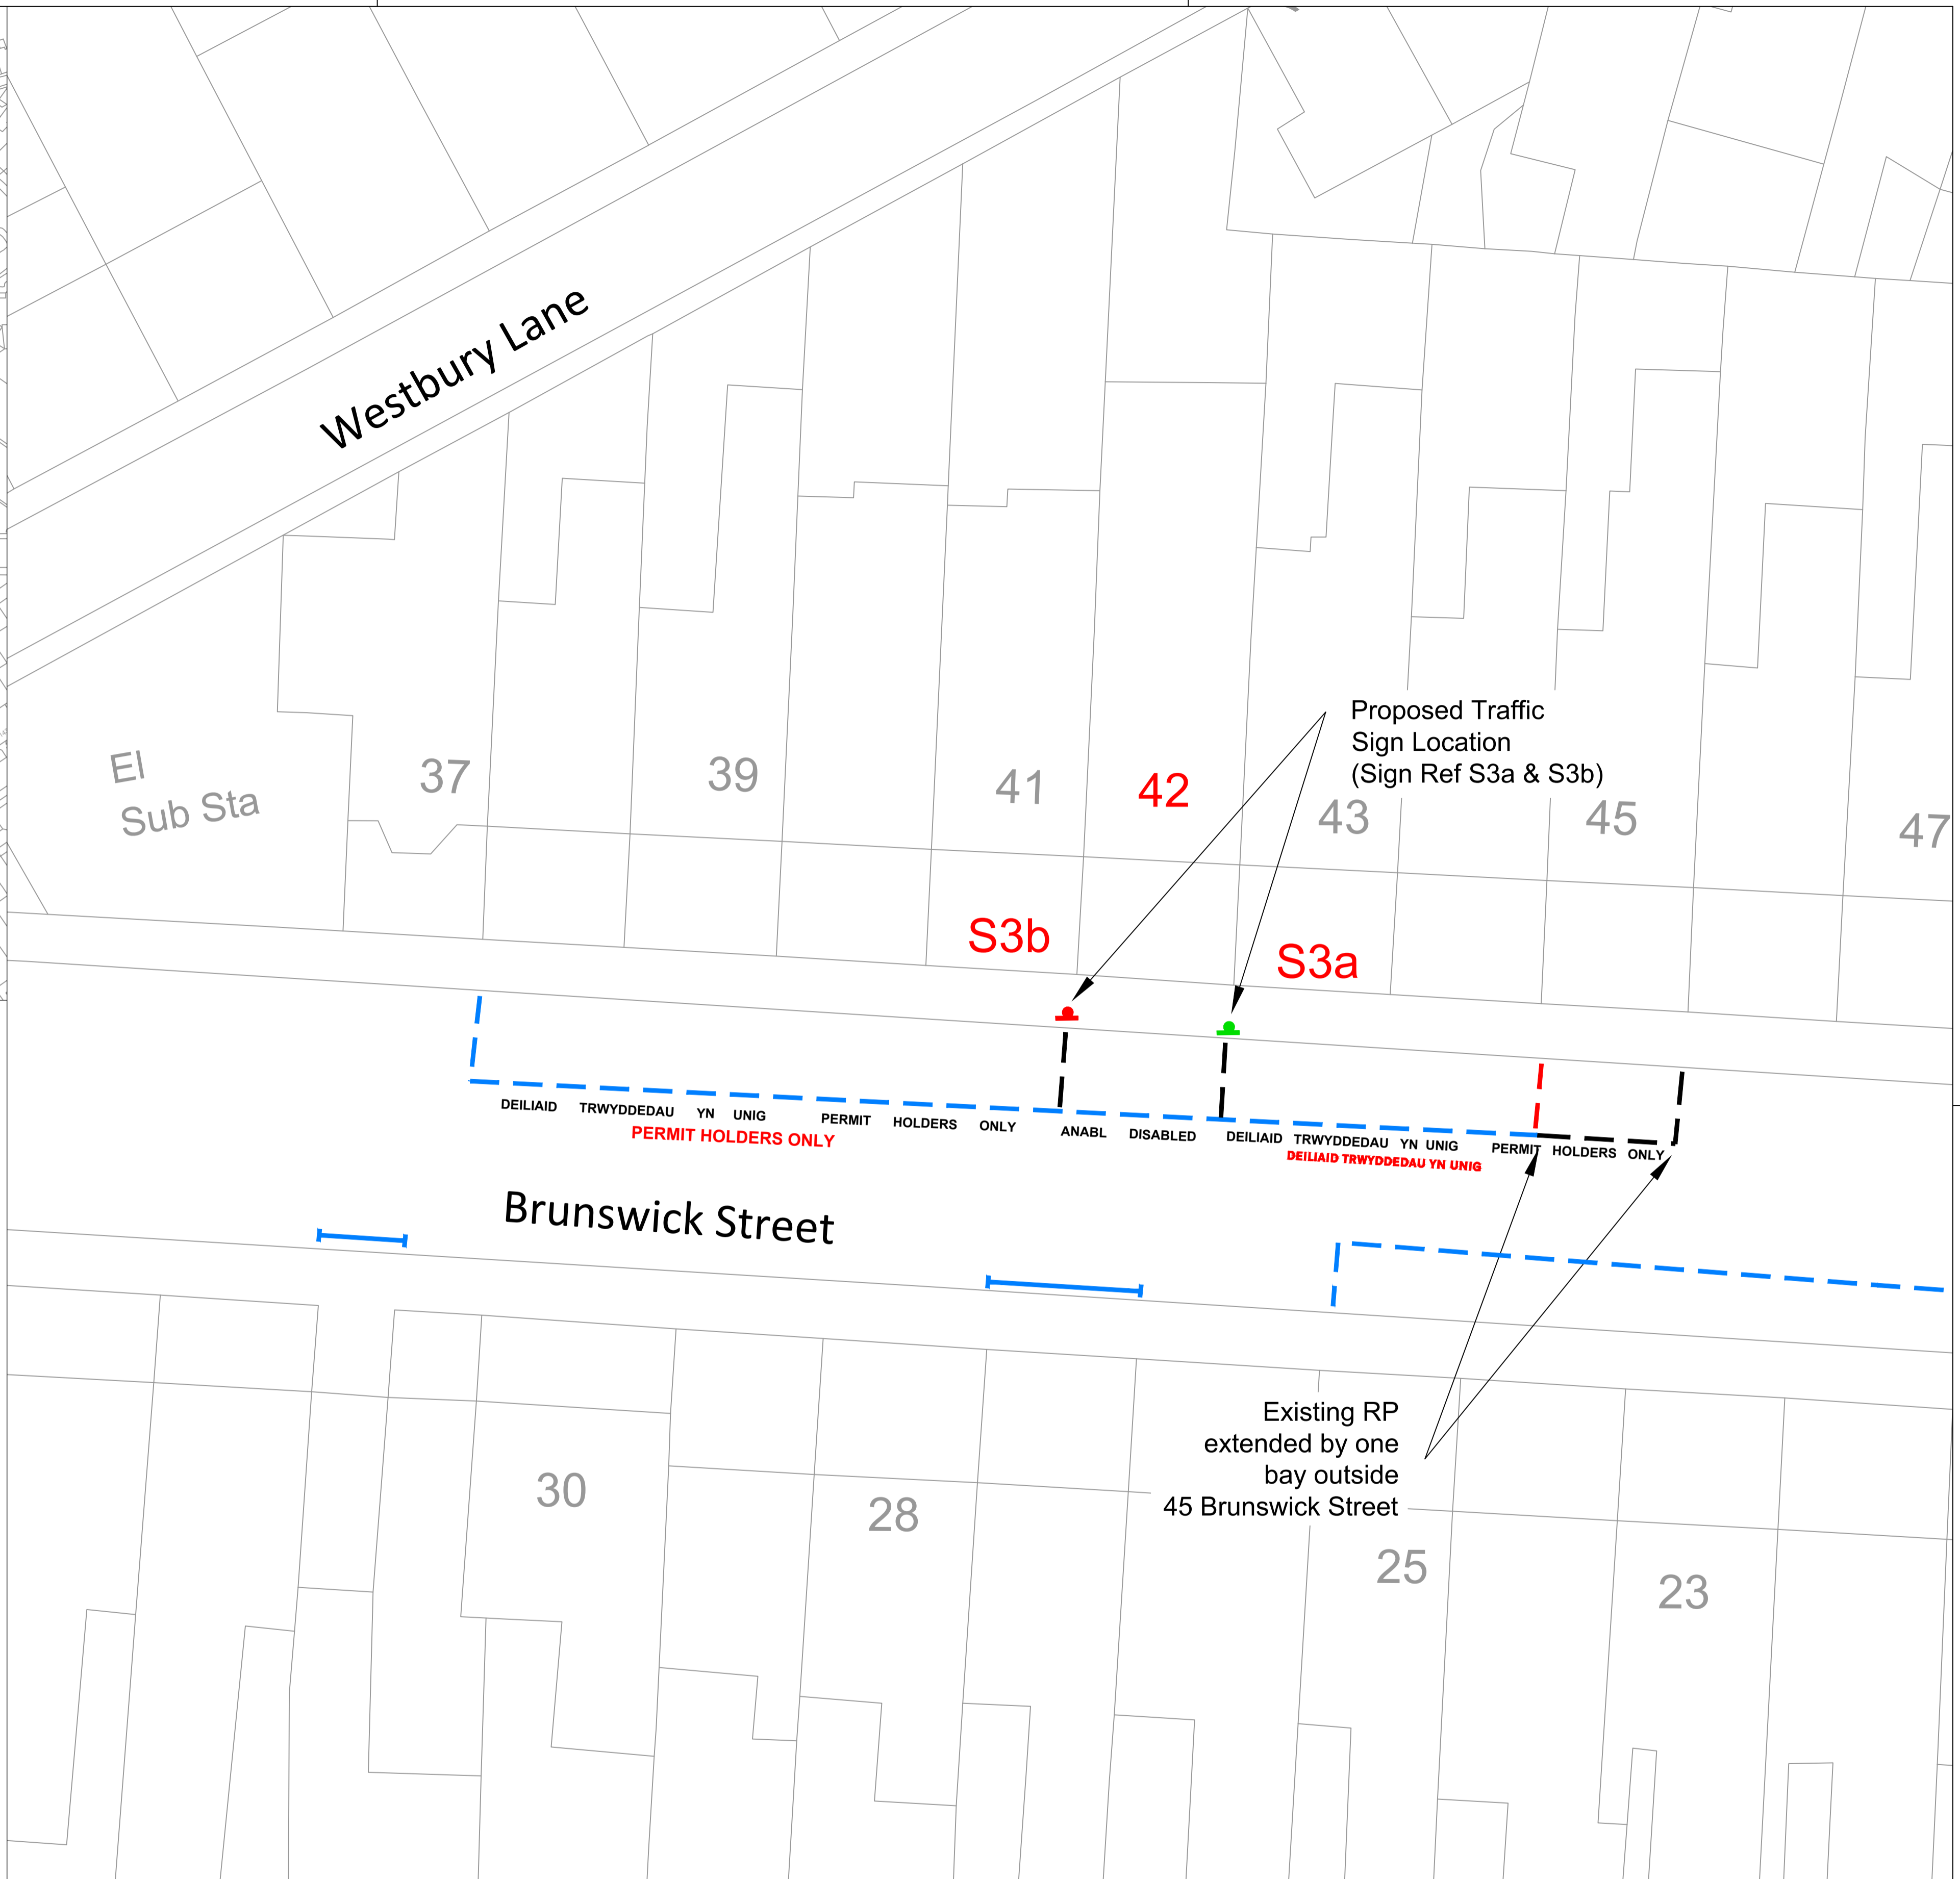 Westbury Lane
Proposed Traffic
Sign Location
(Sign Ref S3a & S3b)
El
Sub Sta
37
39
41
42
43
45
47
S3b
S3a
DEILIAID TRWYDDEDAU YN UNIG PERMIT HOLDERS ONLY ANABL DISABLED DEILIAID TRWYDDEDAU YN UNIG PERMIT HOLDERS ONLY
PERMIT HOLDERS ONLY
DEILIAID TRWYDDEDAU YN UNIG
Brunswick Street
Existing RP
extended by one
bay outside
45 Brunswick Street
30
28
25
23